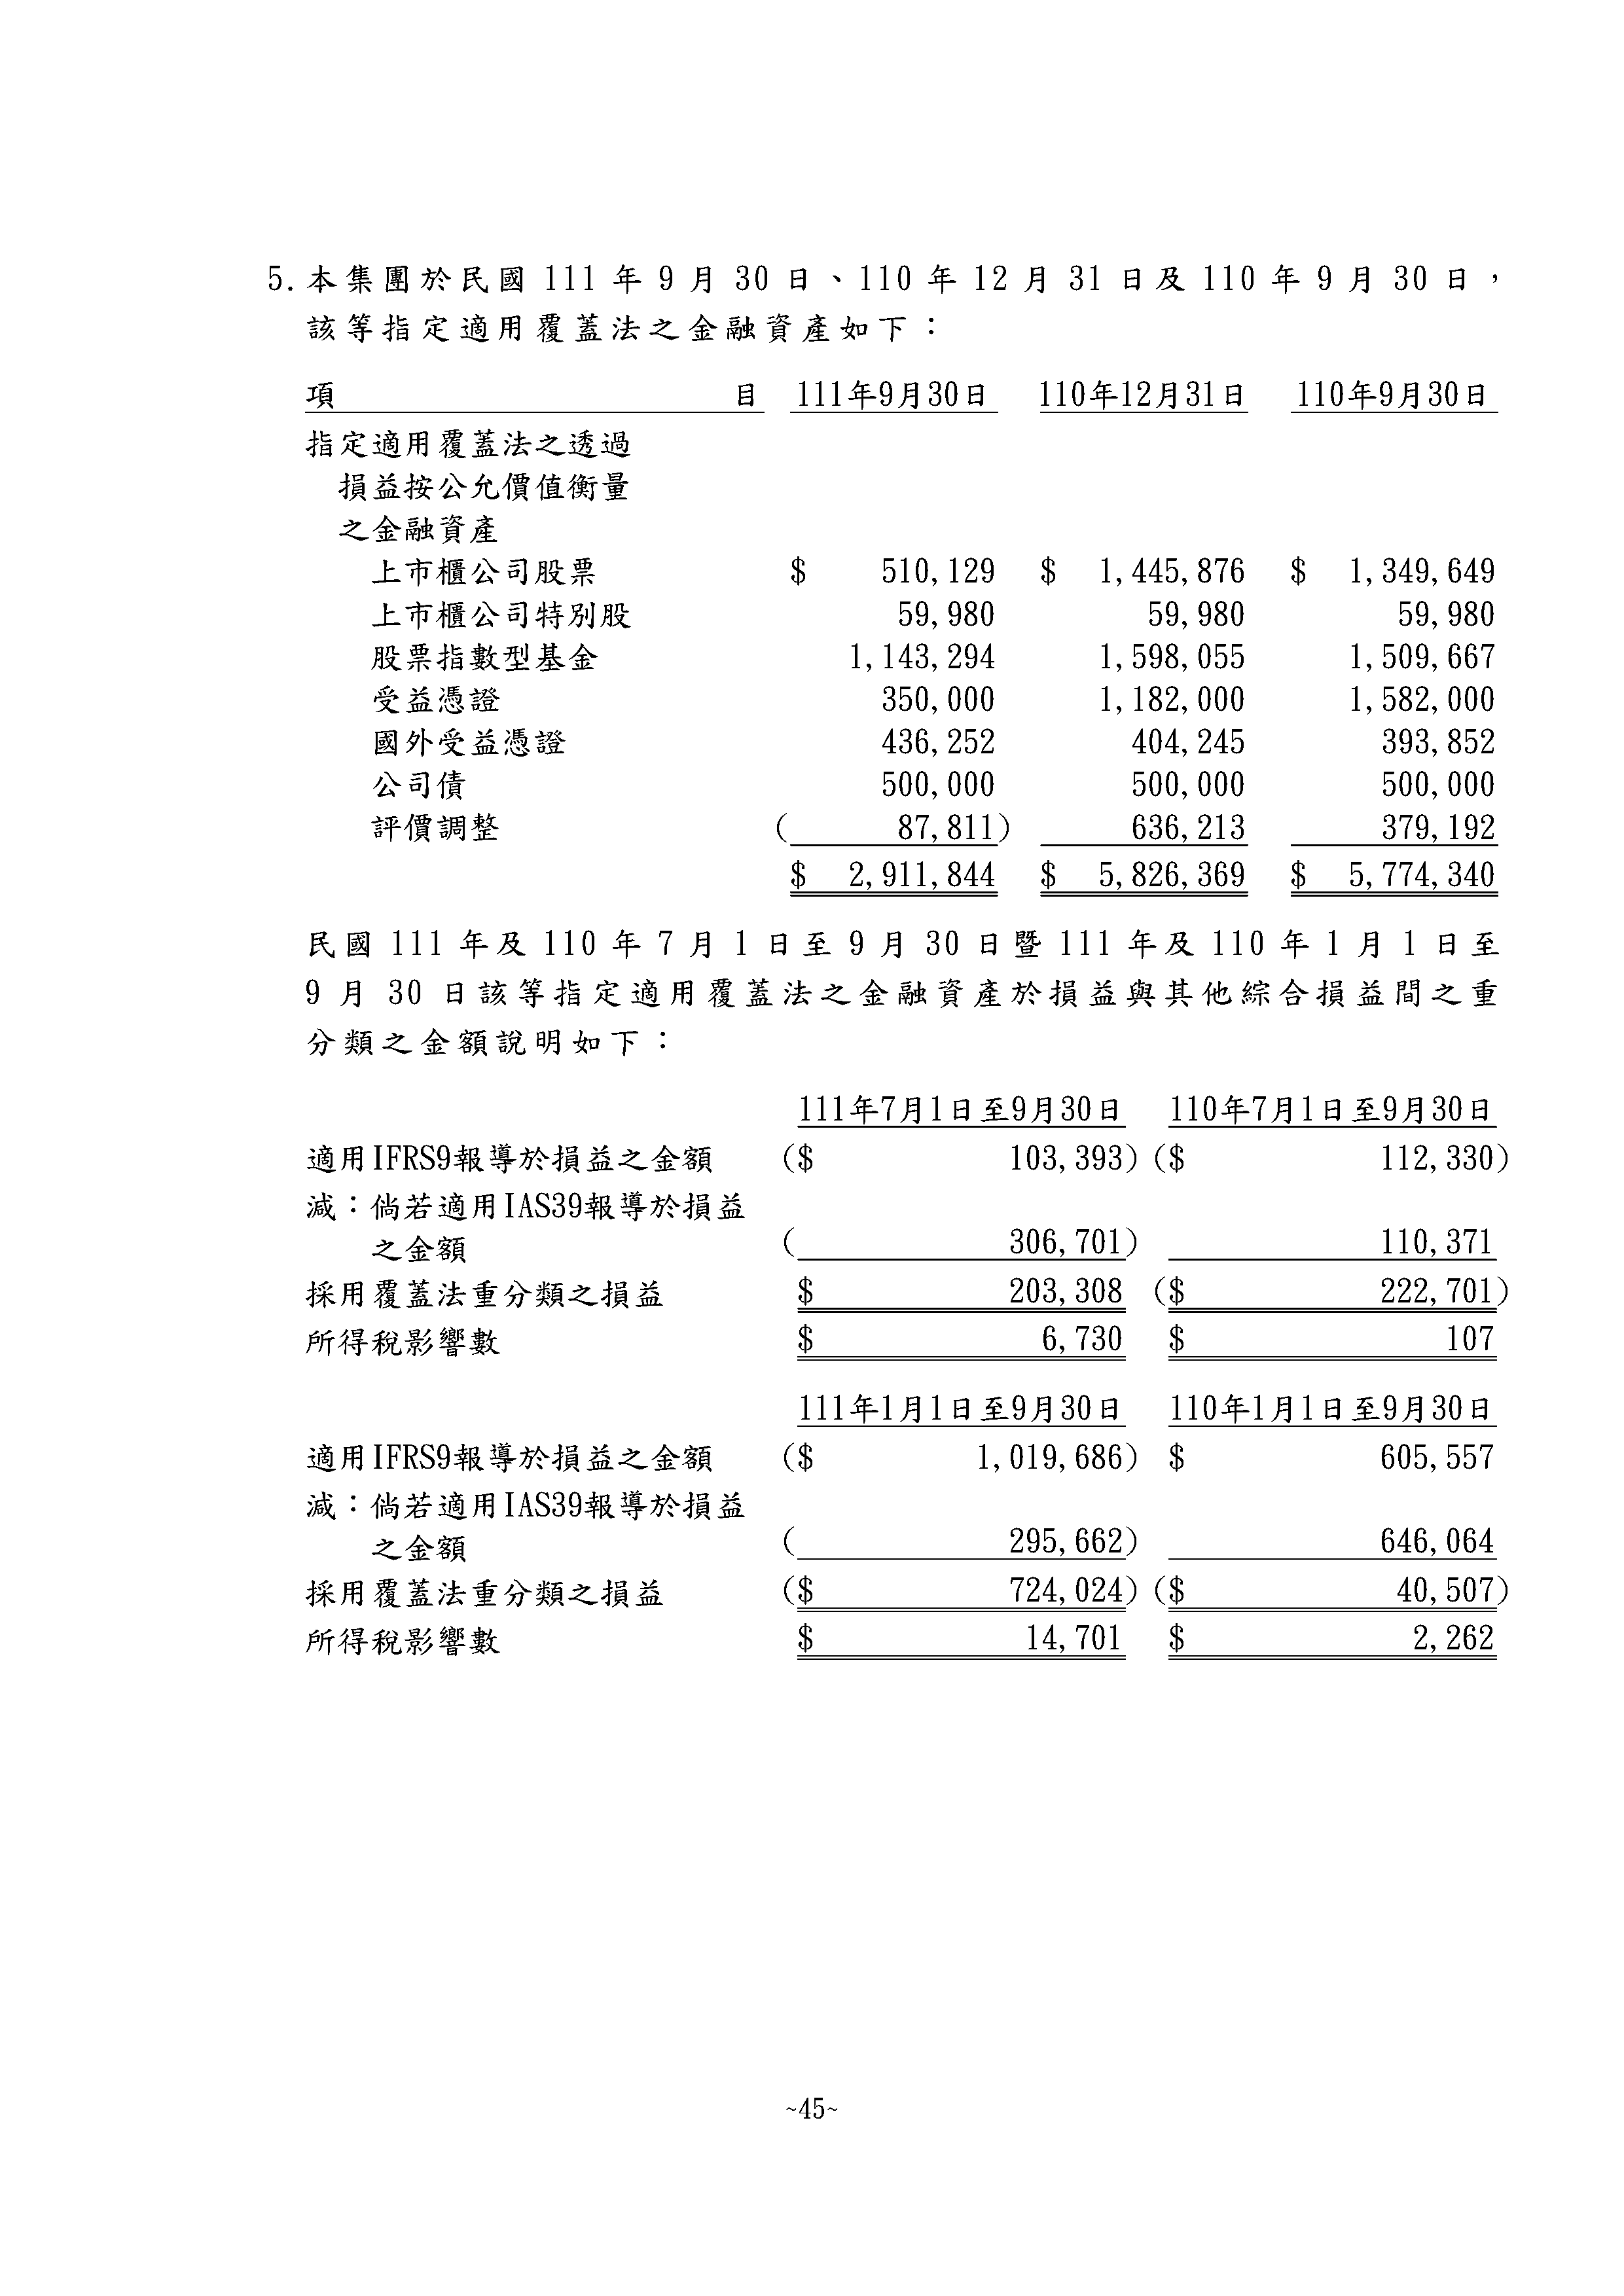 5.本集團於民國 111 年 9 月 30 日、110 年 12 月 31 日及 110 年 9 月 30 日，
該等指定適用覆蓋法之金融資產如下：
項 目 111年9月30日 110年12月31日 110年9月30日
指定適用覆蓋法之透過
損益按公允價值衡量
之金融資產
上市櫃公司股票 $ 510,129 $ 1,445,876 $ 1,349,649
上市櫃公司特別股 59,980 59,980 59,980
股票指數型基金 1,143,294 1,598,055 1,509,667
受益憑證 350,000 1,182,000 1,582,000
國外受益憑證 436,252 404,245 393,852
公司債 500,000 500,000 500,000
評價調整 ( 87,811) 636,213 379,192
$ 2,911,844 $ 5,826,369 $ 5,774,340
民國 111 年及 110 年 7 月 1 日至 9 月 30 日暨 111 年及 110 年 1 月 1 日至
9 月 30 日該等指定適用覆蓋法之金融資產於損益與其他綜合損益間之重
分類之金額說明如下：
111年7月1日至9月30日 110年7月1日至9月30日
適用IFRS9報導於損益之金額 ($ 103,393) ($ 112,330)
減：倘若適用IAS39報導於損益
之金額 ( 306,701) 110,371
採用覆蓋法重分類之損益 $ 203,308 ($ 222,701)
所得稅影響數 $ 6,730 $ 107
111年1月1日至9月30日 110年1月1日至9月30日
適用IFRS9報導於損益之金額 ($ 1,019,686) $ 605,557
減：倘若適用IAS39報導於損益
之金額 ( 295,662) 646,064
採用覆蓋法重分類之損益 ($ 724,024) ($ 40,507)
所得稅影響數 $ 14,701 $ 2,262
~45~